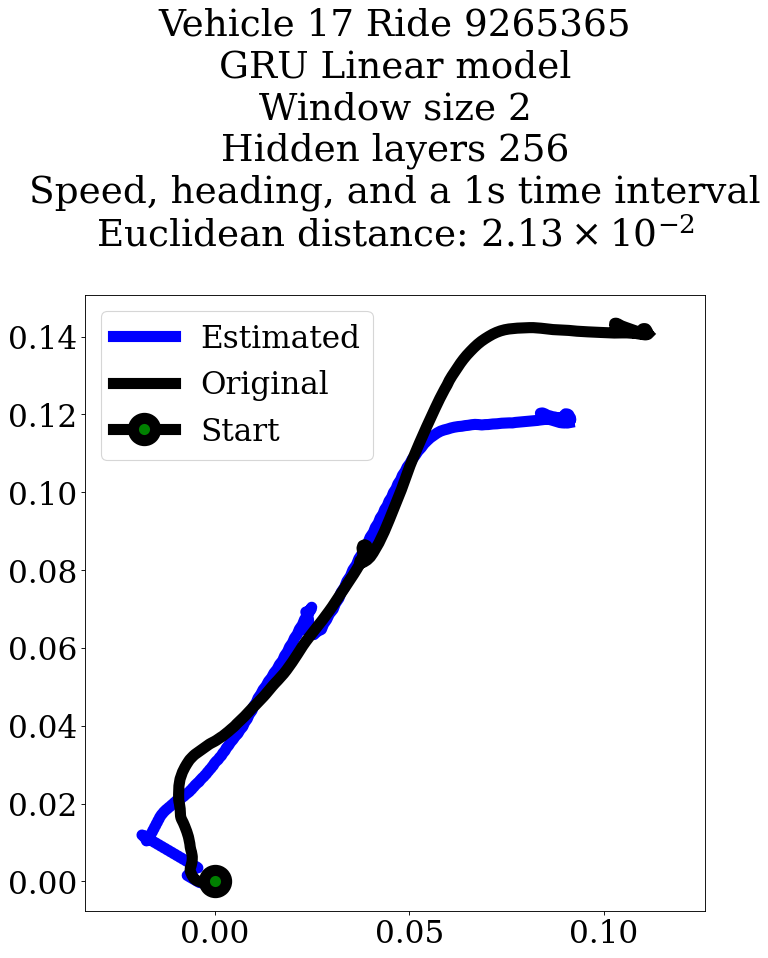 Vehicle 17 Ride 9265365
GRU Linear model
Window size 2
Hidden layers 256
Speed, heading, and a 1s time interval
Euclidean distance: 2.13 × 10⁻²
Estimated
Original
Start
0.14
0.12
0.10
0.08
0.06
0.04
0.02
0.00
0.00 0.05 0.10